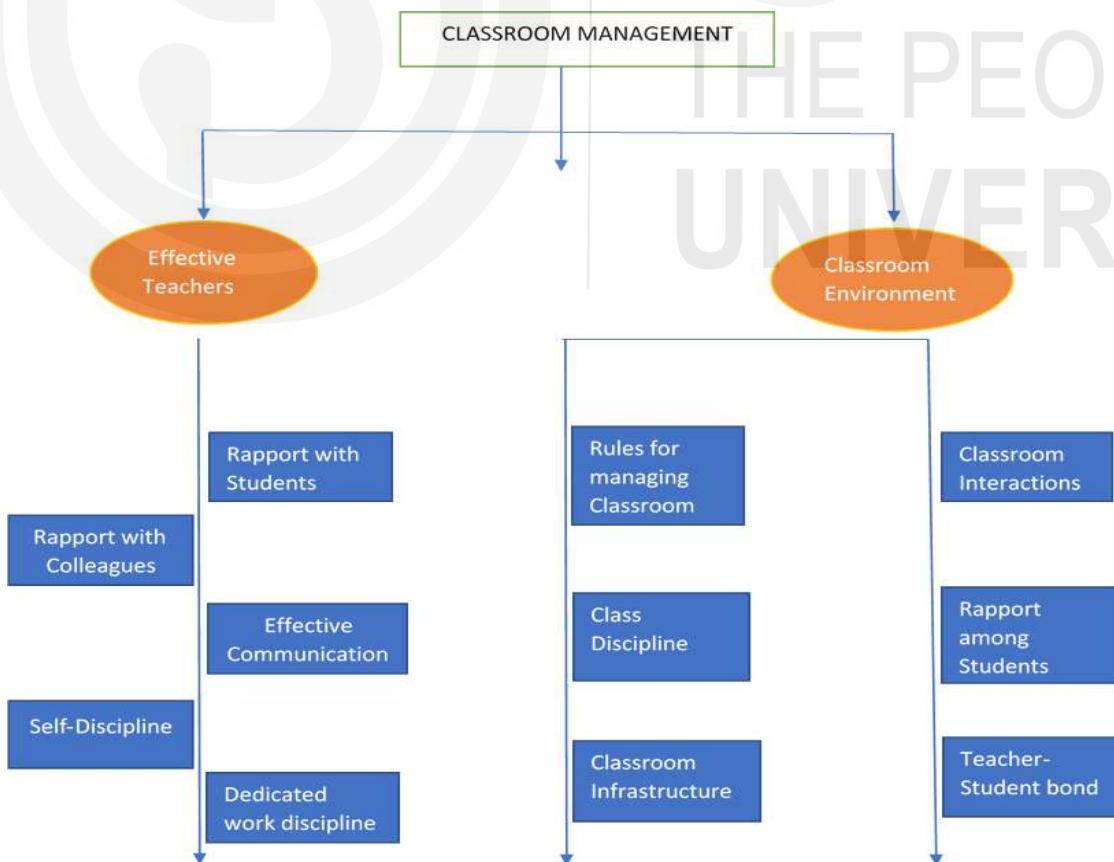 CLASSROOM MANAGEMENT
THE PEO
UNIVER
Effective
Teachers
Classroom
Environment
Rapport with
Students
Rapport with
Colleagues
Effective
Communication
Self-Discipline
Dedicated
work discipline
Rules for
managing
Classroom
Class
Discipline
Classroom
Infrastructure
Classroom
Interactions
Rapport
among
Students
Teacher-
Student bond